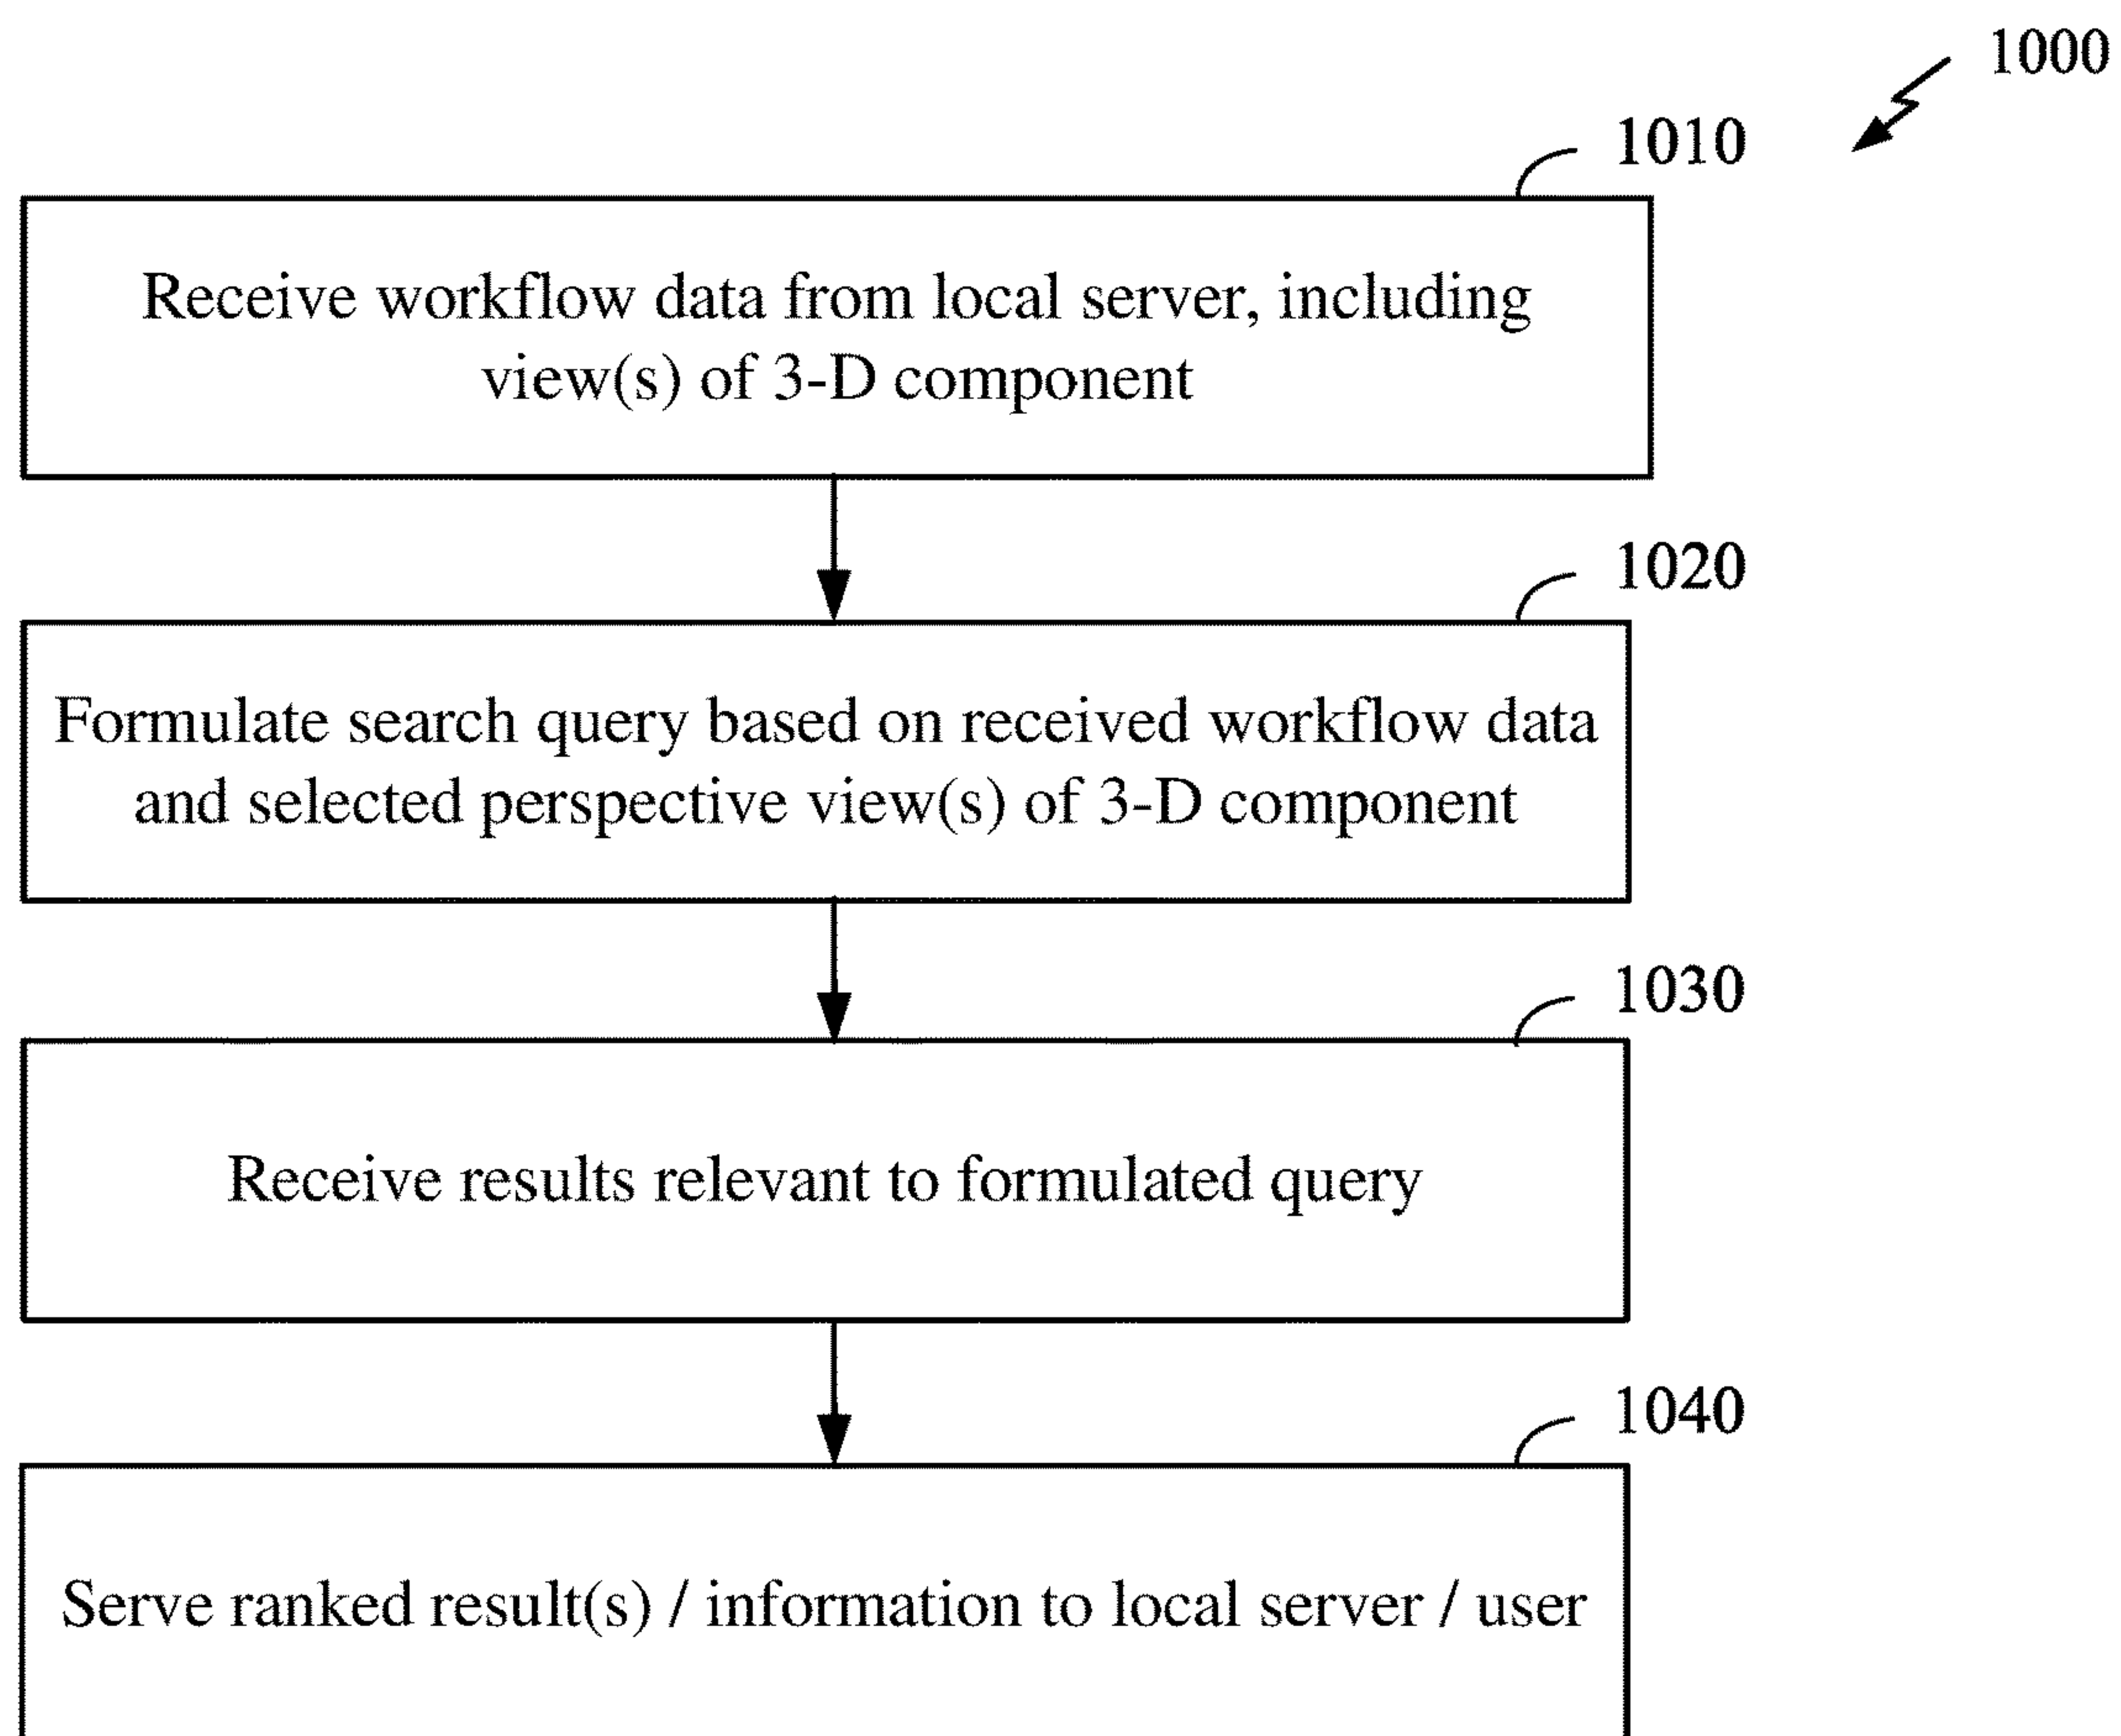 1000
1010
Receive workflow data from local server, including
view(s) of 3-D component
1020
Formulate search query based on received workflow data
and selected perspective view(s) of 3-D component
1030
Receive results relevant to formulated query
1040
Serve ranked result(s) / information to local server / user